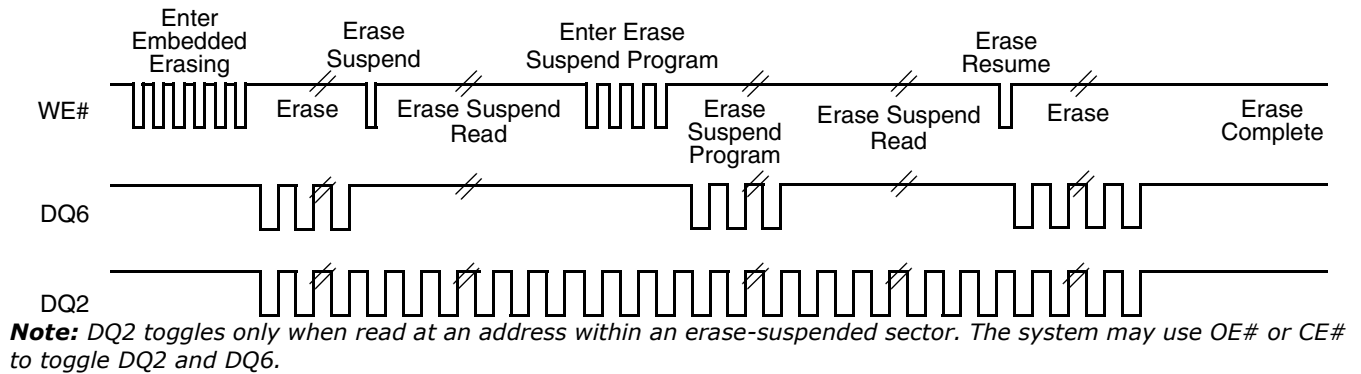 Enter
Embedded
Erasing
Erase
Suspend
Enter Erase
Suspend Program
Erase
Resume
WE#
Erase
Erase Suspend
Read
Erase
Suspend
Program
Erase Suspend
Read
Erase
Erase
Complete
DQ6
DQ2
Note: DQ2 toggles only when read at an address within an erase-suspended sector. The system may use OE# or CE#
to toggle DQ2 and DQ6.